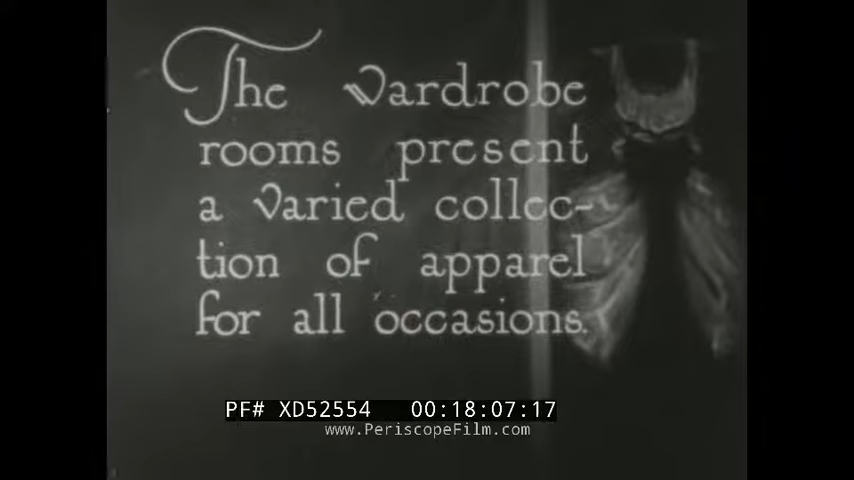 The wardrobe
rooms present
a varied collec-
tion of apparel
for all occasions.
PF# XD52554 00:18:07:17
www.PeriscopeFilm.com